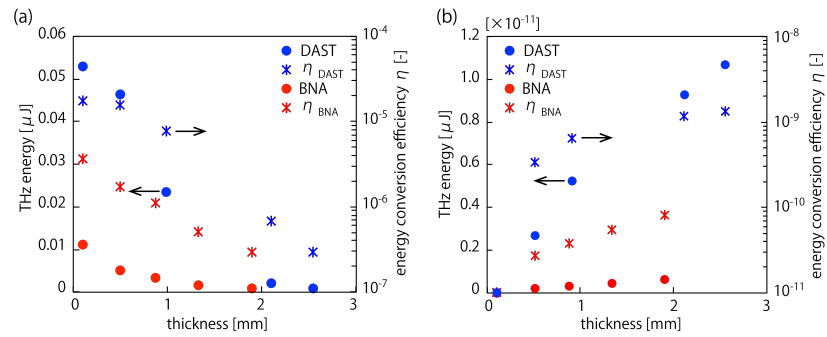 (a)
0.06
0.05
0.04
0.03
0.02
0.01
0
THz energy [μJ]
0
1
2
3
thickness [mm]
10^-4
10^-5
10^-6
10^-7
energy conversion efficiency η [-]
DAST
η DAST
BNA
η BNA
(b)
[×10^-11]
1.2
1.0
0.8
0.6
0.4
0.2
0
THz energy [μJ]
0
1
2
3
thickness [mm]
10^-8
10^-9
10^-10
10^-11
energy conversion efficiency η [-]
DAST
η DAST
BNA
η BNA